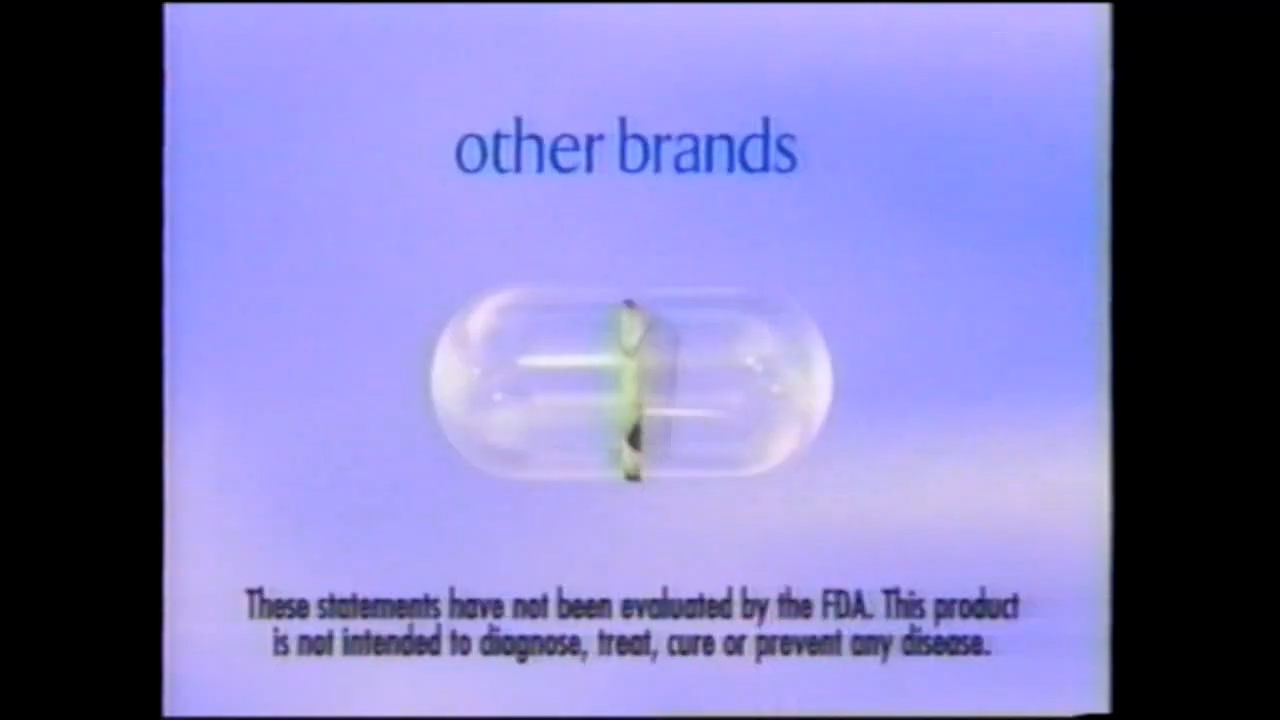 other brands
These statements have not been evaluated by the FDA. This product
is not intended to diagnose, treat, cure or prevent any disease.